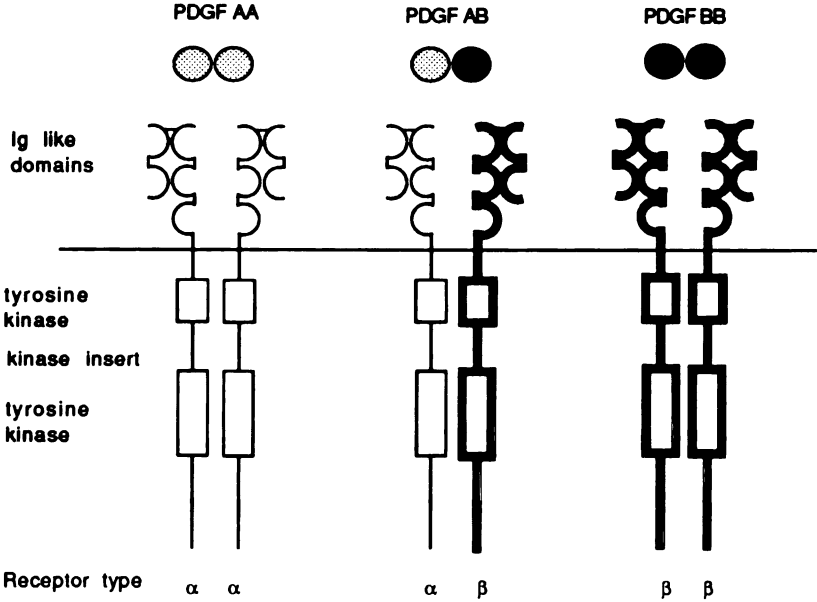 PDGF AA
PDGF AB
PDGF BB
Ig like
domains
tyrosine
kinase
kinase insert
tyrosine
kinase
Receptor type
α α
α β
β β